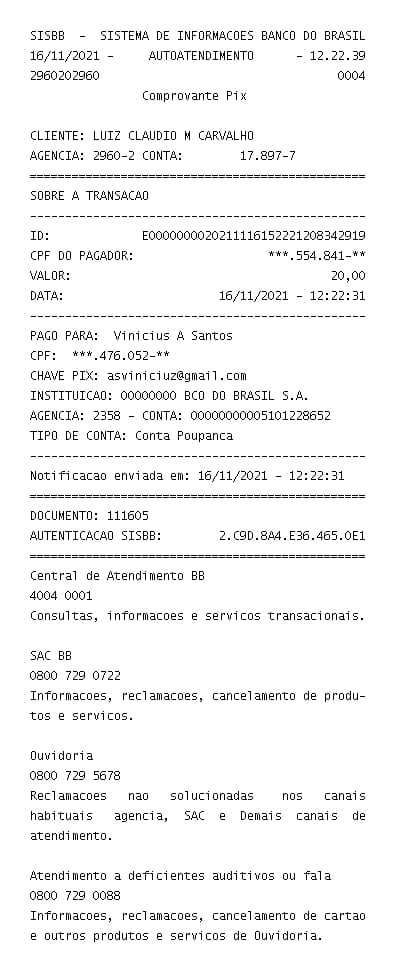 SISBB - SISTEMA DE INFORMACOES BANCO DO BRASIL
16/11/2021 - AUTOATENDIMENTO - 12.22.39
2960202960 0004
Comprovante Pix
CLIENTE: LUIZ CLAUDIO M CARVALHO
AGENCIA: 2960-2 CONTA: 17.897-7
================================================
SOBRE A TRANSACAO
------------------------------------------------
ID: E00000000202111161522212083429​19
CPF DO PAGADOR: ***.554.841-**
VALOR: 20,00
DATA: 16/11/2021 - 12:22:31
------------------------------------------------
PAGO PARA: Vinicius A Santos
CPF: ***.476.052-**
CHAVE PIX: asviniciuz@gmail.com
INSTITUICAO: 00000000 BCO DO BRASIL S.A.
AGENCIA: 2358 - CONTA: 00000000005101228652
TIPO DE CONTA: Conta Poupanca
------------------------------------------------
Notificacao enviada em: 16/11/2021 - 12:22:31
================================================
DOCUMENTO: 111605
AUTENTICACAO SISBB: 2.C9D.8A4.E36.465.0E1
================================================
Central de Atendimento BB
4004 0001
Consultas, informacoes e servicos transacionais.
SAC BB
0800 729 0722
Informacoes, reclamacoes, cancelamento de produ-
tos e servicos.
Ouvidoria
0800 729 5678
Reclamacoes nao solucionadas nos canais
habituais agencia, SAC e Demais canais de
atendimento.
Atendimento a deficientes auditivos ou fala
0800 729 0088
Informacoes, reclamacoes, cancelamento de cartao
e outros produtos e servicos de Ouvidoria.